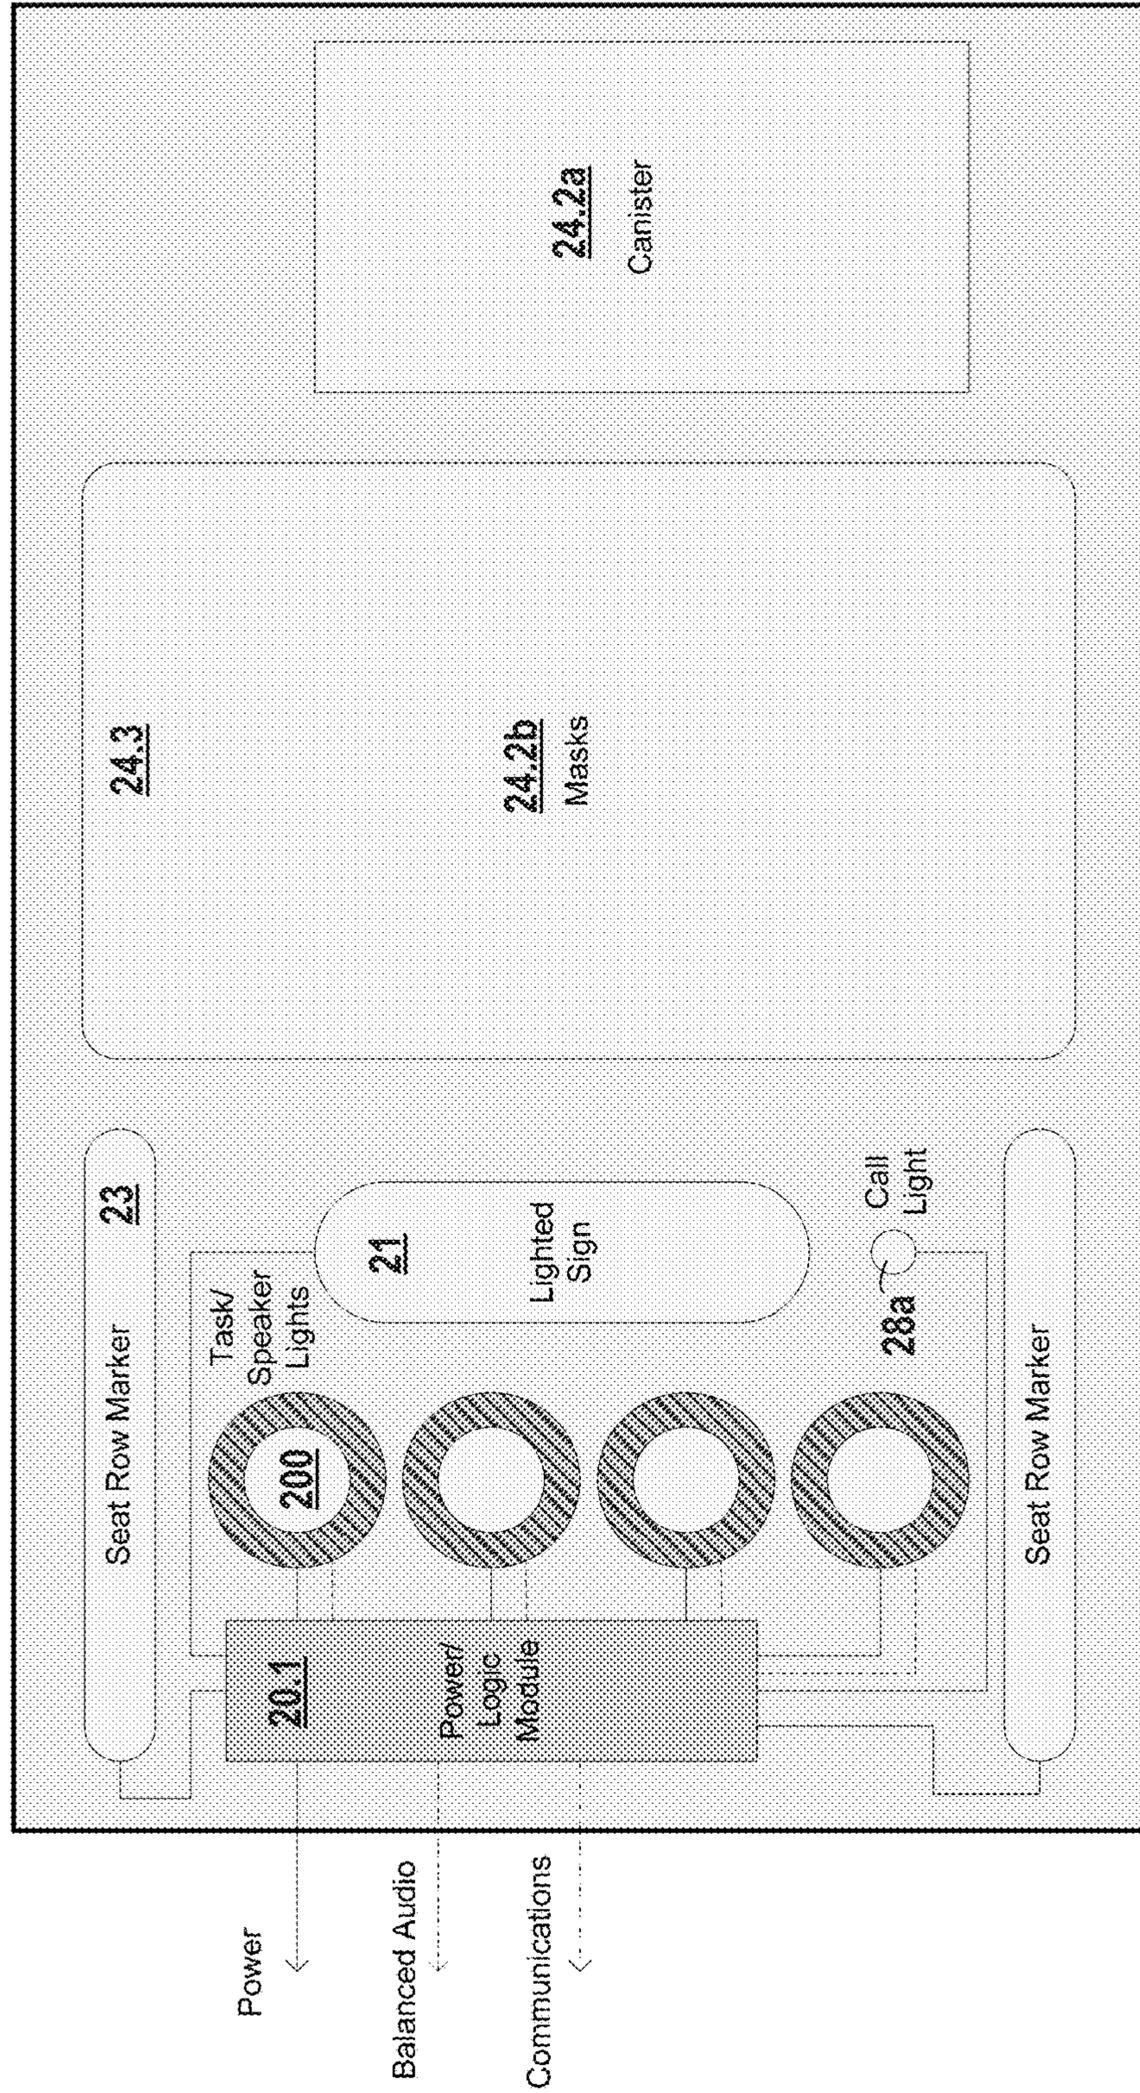 Power
Balanced Audio
Communications
Seat Row Marker
23
24.3
20.1
Power/
Logic
Module
200
Task/
Speaker
Lights
21
Lighted
Sign
28a
Call
Light
24.2b
Masks
24.2a
Canister
Seat Row Marker